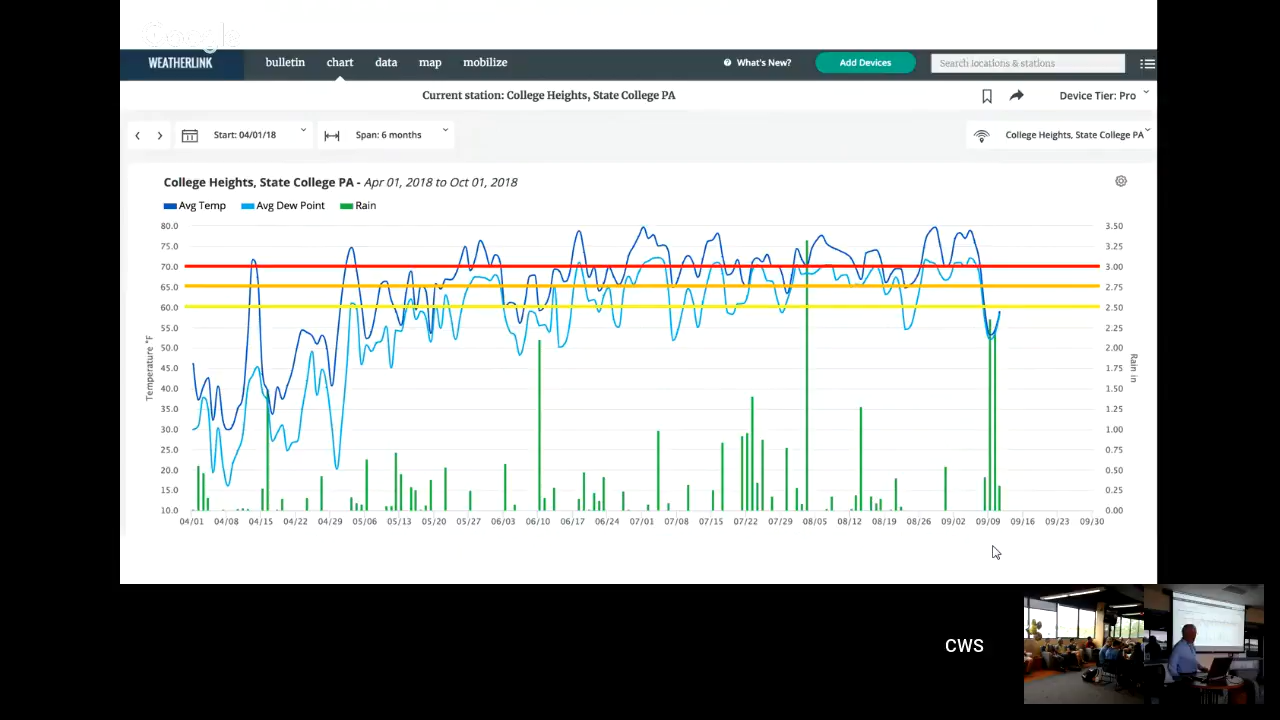 Google
WEATHERLINK bulletin chart data map mobilize What's New? Add Devices Search locations & stations
Current station: College Heights, State College PA Device Tier: Pro
Start: 04/01/18 Span: 6 months College Heights, State College PA
College Heights, State College PA - Apr 01, 2018 to Oct 01, 2018
Avg Temp Avg Dew Point Rain
80.0 3.50
75.0 3.25
70.0 3.00
65.0 2.75
60.0 2.50
55.0 2.25
50.0 2.00
45.0 1.75
40.0 1.50
35.0 1.25
30.0 1.00
25.0 0.75
20.0 0.50
15.0 0.25
10.0 0.00
Temperature °F
Rain in
04/01 04/08 04/15 04/22 04/29 05/06 05/13 05/20 05/27 06/03 06/10 06/17 06/24 07/01 07/08 07/15 07/22 07/29 08/05 08/12 08/19 08/26 09/02 09/09 09/16 09/23 09/30
CWS